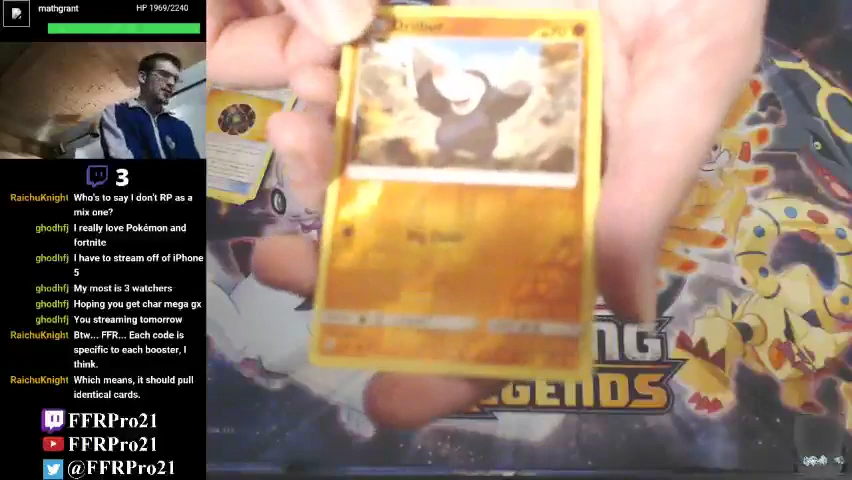 mathgrant
HP 1969/2240
3
RaichuKnight Who's to say I don't RP as a
mix one?
ghodhfj I really love Pokémon and
fortnite
ghodhfj I have to stream off of iPhone
5
ghodhfj My most is 3 watchers
ghodhfj Hoping you get char mega gx
ghodhfj You streaming tomorrow
RaichuKnight Btw... FFR... Each code is
specific to each booster, I
think.
RaichuKnight Which means, it should pull
identical cards.
FFRPro21
FFRPro21
@FFRPro21
Drilbur
LEGENDS